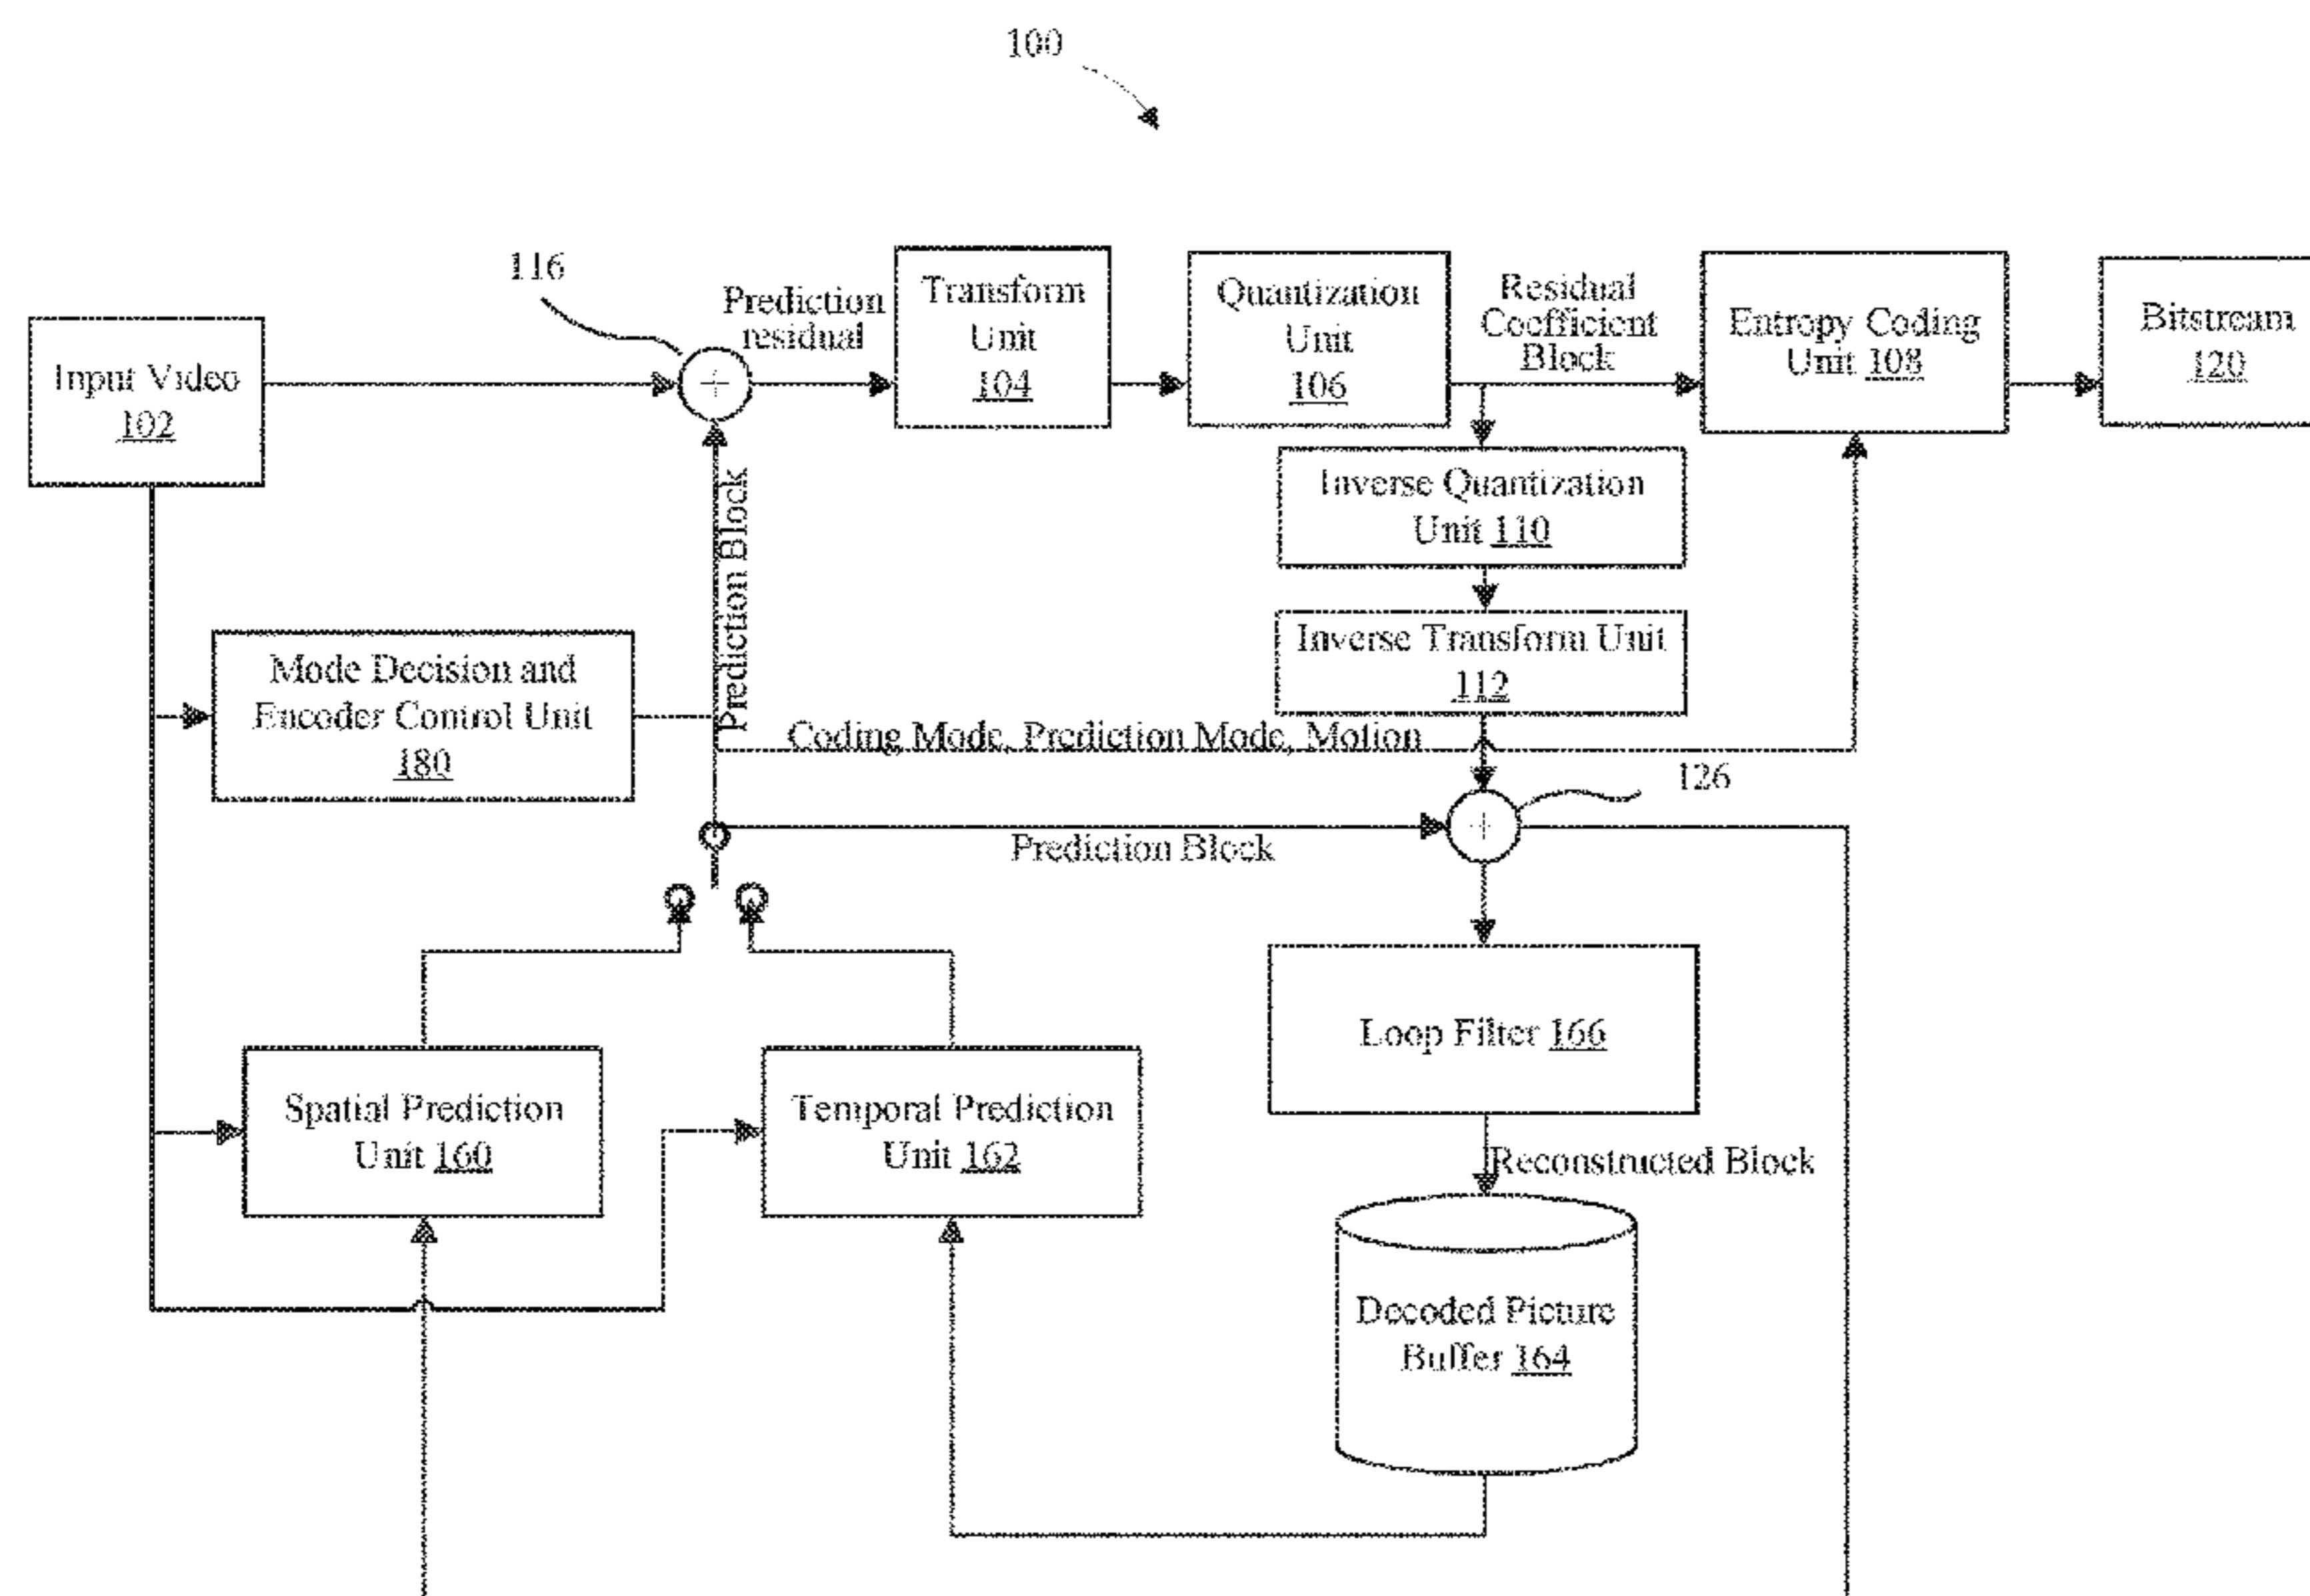 100
116
Input Video
102
Prediction
residual
Transform
Unit
104
Quantization
Unit
106
Residual
Coefficient
Block
Entropy Coding
Unit 108
Bitstream
120
Inverse Quantization
Unit 110
Inverse Transform Unit
112
Prediction Block
Mode Decision and
Encoder Control Unit
180
Coding Mode, Prediction Mode, Motion
126
Prediction Block
Loop Filter 166
Spatial Prediction
Unit 160
Temporal Prediction
Unit 162
Reconstructed Block
Decoded Picture
Buffer 164